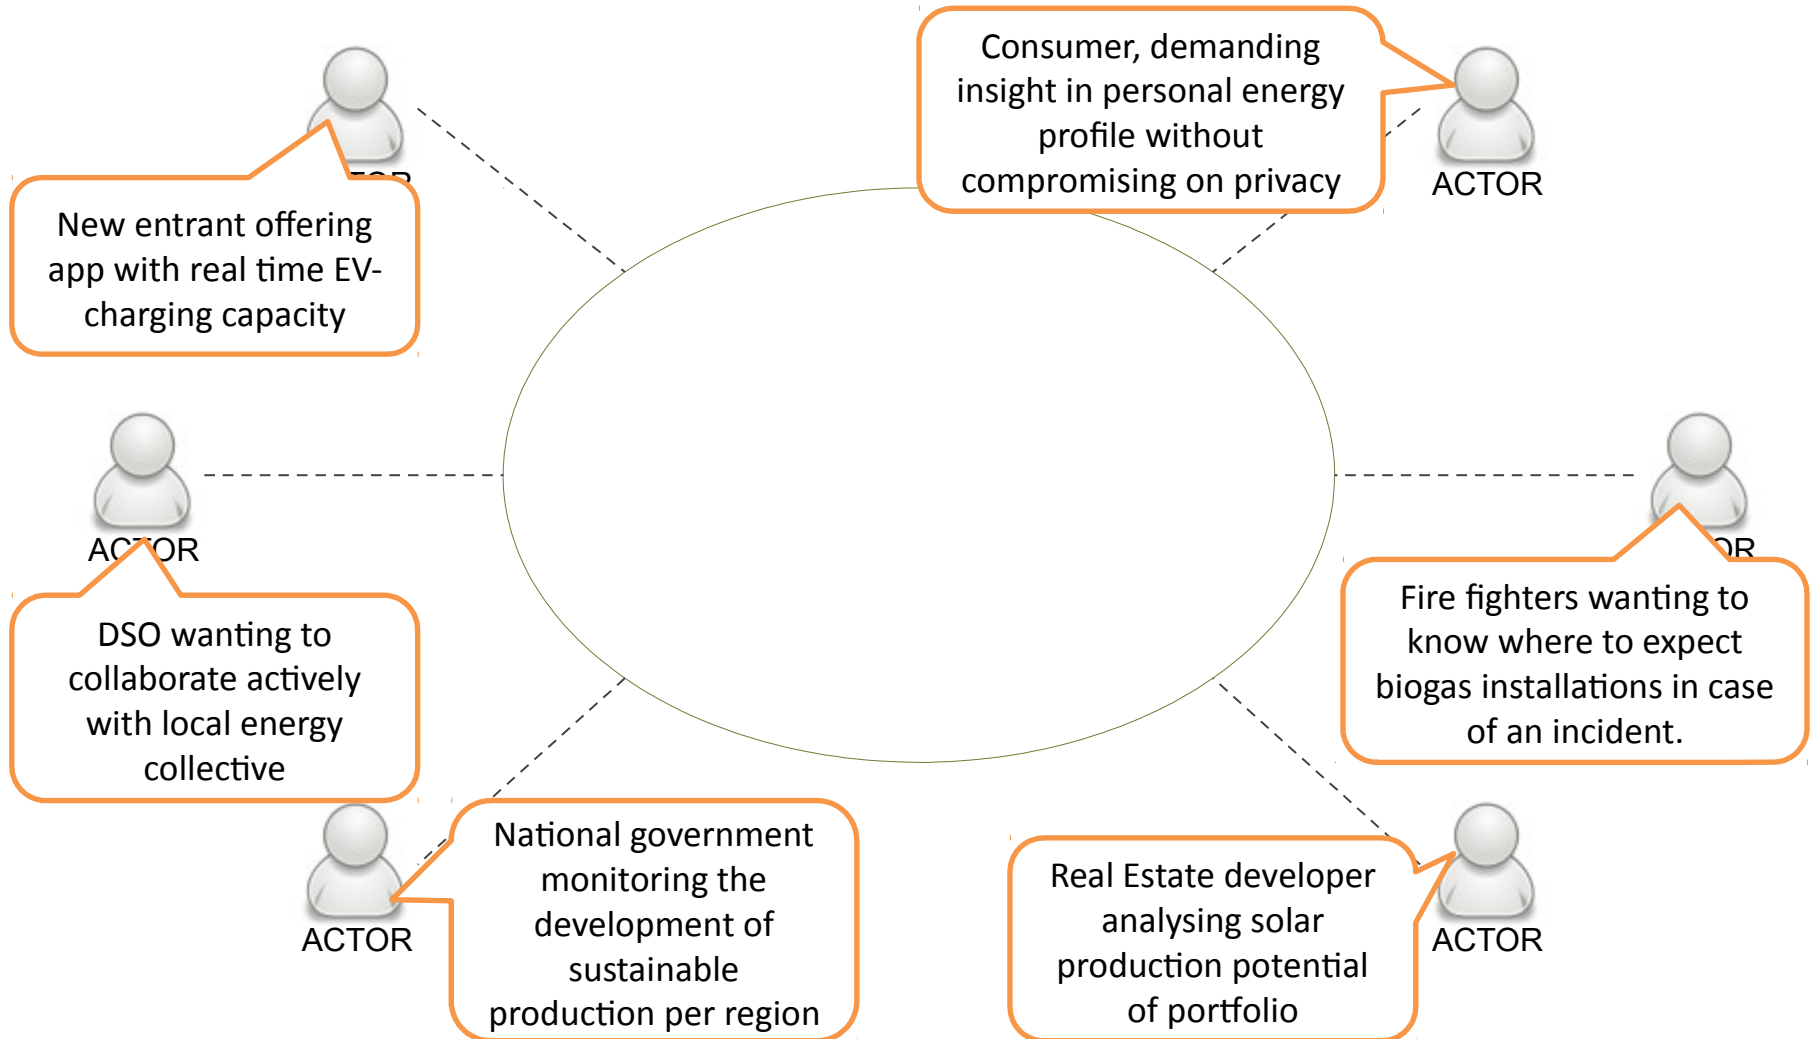 Consumer, demanding
insight in personal energy
profile without
compromising on privacy
ACTOR
New entrant offering
app with real time EV-
charging capacity
ACTOR
DSO wanting to
collaborate actively
with local energy
collective
Fire fighters wanting to
know where to expect
biogas installations in case
of an incident.
National government
monitoring the
development of
sustainable
production per region
ACTOR
Real Estate developer
analysing solar
production potential
of portfolio
ACTOR